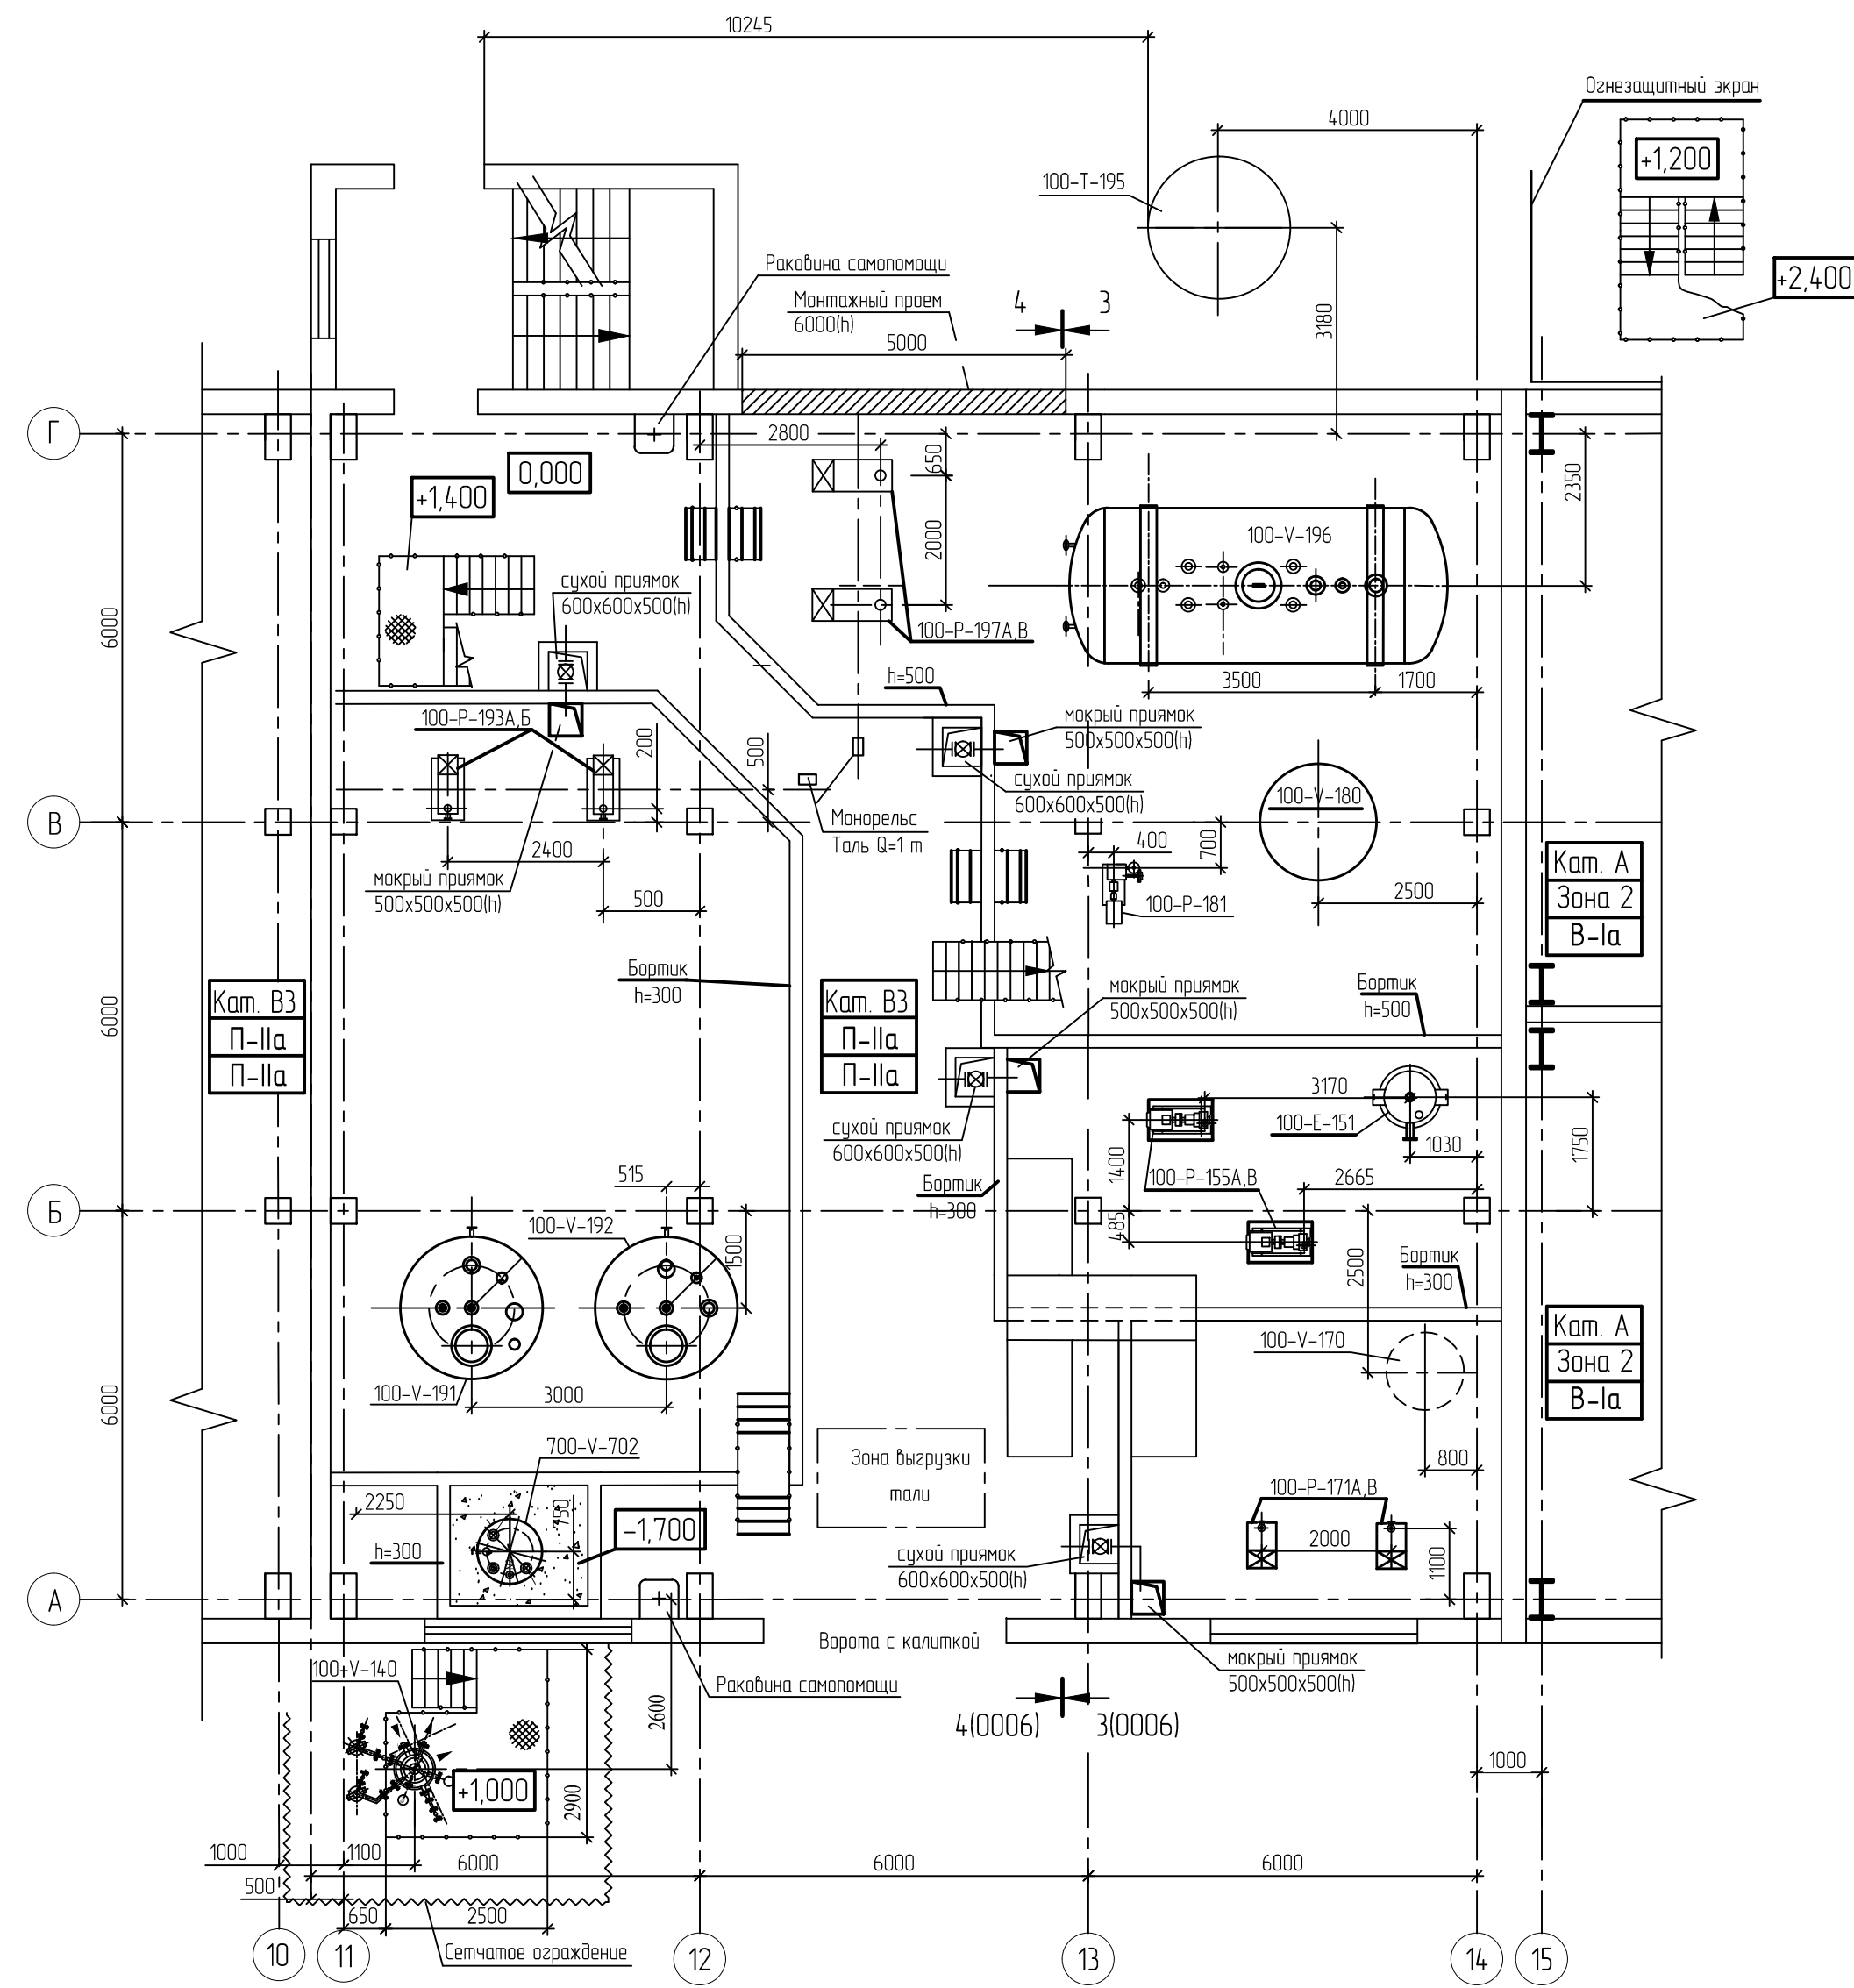 10245
4000
Огнезащитный экран
+1,200
100-Т-195
+2,400
Раковина самопомощи
Монтажный проем
6000(h)
4
3
3180
5000
Г
2800
650
0,000
+1,400
2350
2000
100-V-196
сухой приямок
600х600х500(h)
6000
100-Р-197А,В
h=500
3500
1700
100-Р-193А,Б
200
500
мокрый приямок
500х500х500(h)
сухой приямок
600х600х500(h)
100-V-180
В
Монорельс
Таль Q=1 т
400
700
2400
мокрый приямок
500х500х500(h)
500
100-Р-181
2500
Кат. А
Зона 2
В-Iа
Бортик
h=300
мокрый приямок
500х500х500(h)
Бортик
h=500
Кат. В3
П-IIа
П-IIа
Кат. В3
П-IIа
П-IIа
6000
3170
100-Е-151
1030
1750
сухой приямок
600х600х500(h)
1400
515
Бортик
h=300
100-Р-155А,В
2665
Б
485
100-V-192
1500
2500
Бортик
h=300
Кат. А
Зона 2
В-Iа
100-V-170
100-V-191
3000
6000
700-V-702
Зона выгрузки
тали
800
100-Р-171А,В
2250
750
-1,700
h=300
сухой приямок
600х600х500(h)
2000
1100
А
Ворота с калиткой
100+V-140
Раковина самопомощи
мокрый приямок
500х500х500(h)
2600
4(0006)
3(0006)
+1,000
2900
1000
1000
1100
6000
6000
6000
500
650
2500
Сетчатое ограждение
10
11
12
13
14
15